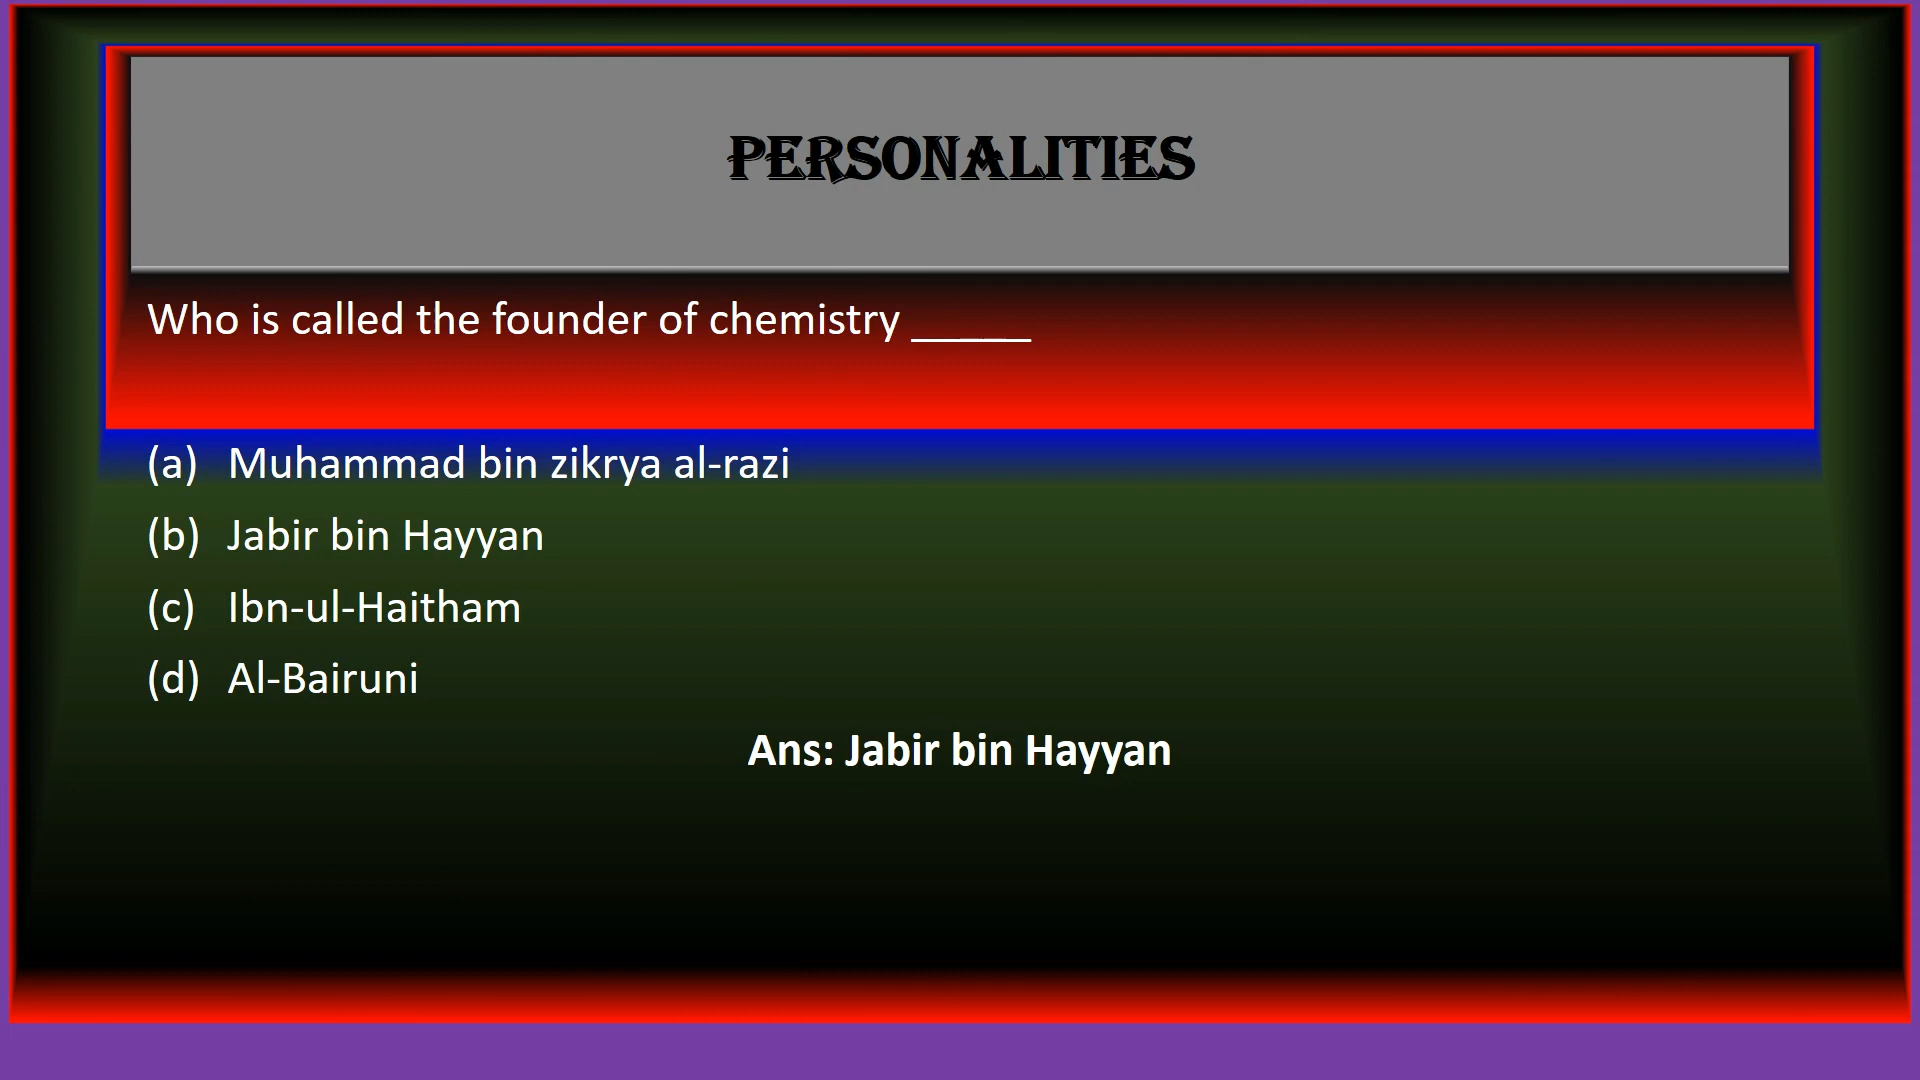 PERSONALITIES
Who is called the founder of chemistry _____
(a) Muhammad bin zikrya al-razi
(b) Jabir bin Hayyan
(c) Ibn-ul-Haitham
(d) Al-Bairuni
Ans: Jabir bin Hayyan